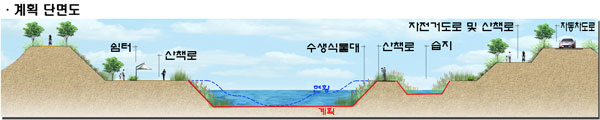 · 계획 단면도
쉼터
산책로
수생식물대
산책로
습지
자전거도로 및 산책로
자동차도로
현황
계획